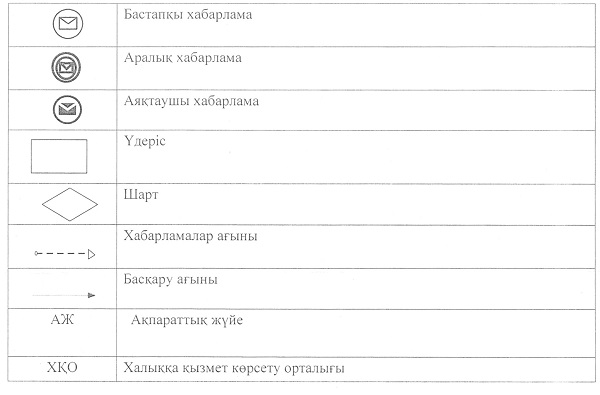 Бастапқы хабарлама
Аралық хабарлама
Аяқтаушы хабарлама
Үдеріс
Шарт
Хабарламалар ағыны
Басқару ағыны
АЖ Ақпараттық жүйе
ХҚО Халыққа қызмет көрсету орталығы